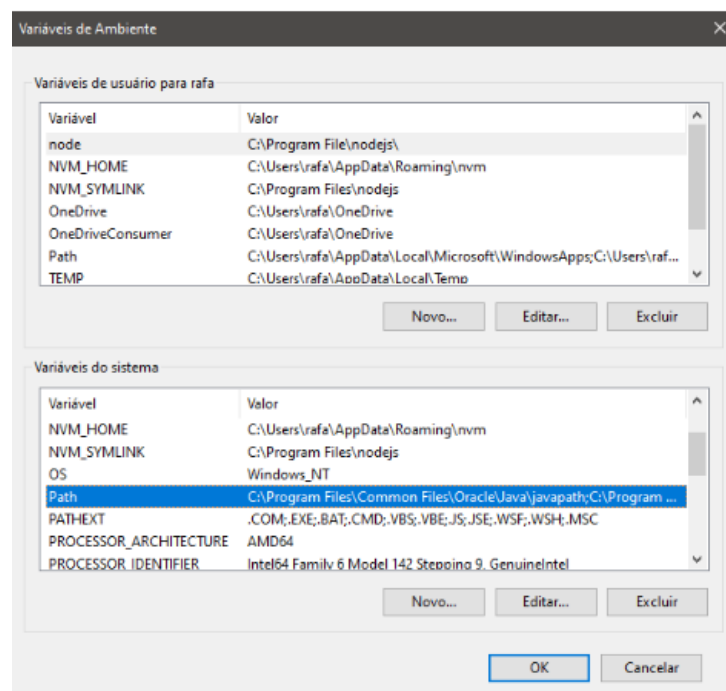 Variáveis de Ambiente
Variáveis de usuário para rafa
Variável Valor
node C:\Program File\nodejs\
NVM_HOME C:\Users\rafa\AppData\Roaming\nvm
NVM_SYMLINK C:\Program Files\nodejs
OneDrive C:\Users\rafa\OneDrive
OneDriveConsumer C:\Users\rafa\OneDrive
Path C:\Users\rafa\AppData\Local\Microsoft\WindowsApps;C:\Users\raf...
TEMP C:\Users\rafa\AppData\Local\Temp
Novo... Editar... Excluir
Variáveis do sistema
Variável Valor
NVM_HOME C:\Users\rafa\AppData\Roaming\nvm
NVM_SYMLINK C:\Program Files\nodejs
OS Windows_NT
Path C:\Program Files\Common Files\Oracle\Java\javapath;C:\Program ...
PATHEXT .COM;.EXE;.BAT;.CMD;.VBS;.VBE;.JS;.JSE;.WSF;.WSH;.MSC
PROCESSOR_ARCHITECTURE AMD64
PROCESSOR_IDENTIFIER Intel64 Family 6 Model 142 Stepping 9, GenuineIntel
Novo... Editar... Excluir
OK Cancelar